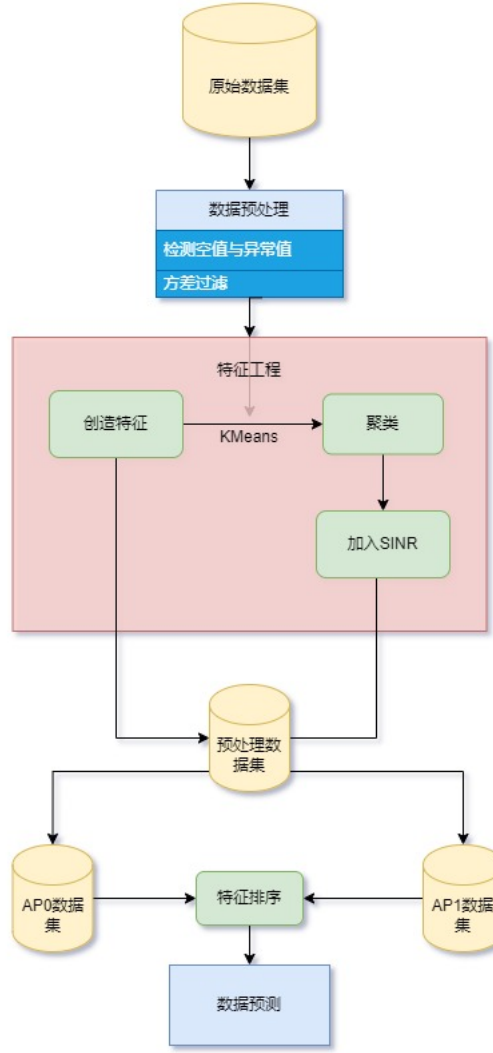 原始数据集
数据预处理
检测空值与异常值
方差过滤
特征工程
创造特征
KMeans
聚类
加入SINR
预处理数
据集
AP0数据
集
特征排序
AP1数据
集
数据预测